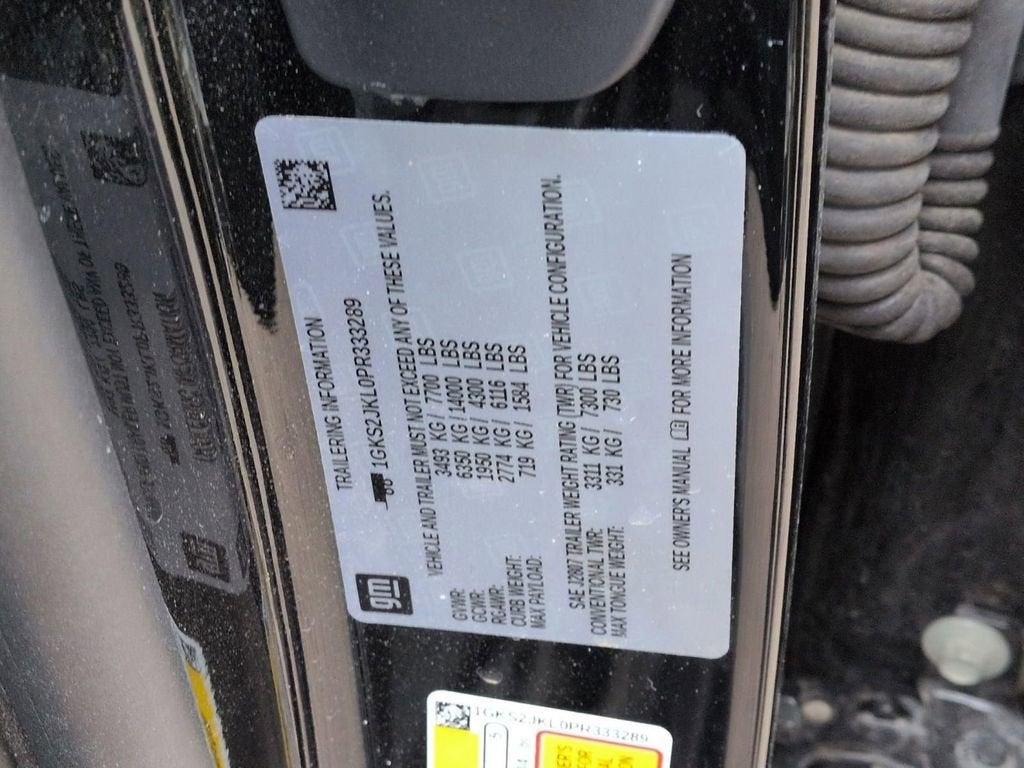 TRAILERING INFORMATION
gm
1GKS2JKL0PR333289
VEHICLE AND TRAILER MUST NOT EXCEED ANY OF THESE VALUES.
GVWR: 3493 KG / 7700 LBS
GCWR: 6350 KG / 14000 LBS
RGAWR: 1950 KG / 4300 LBS
CURB WEIGHT: 2774 KG / 6116 LBS
MAX PAYLOAD: 719 KG / 1584 LBS
SAE J2807 TRAILER WEIGHT RATING (TWR) FOR VEHICLE CONFIGURATION.
CONVENTIONAL TWR: 3311 KG / 7300 LBS
MAX TONGUE WEIGHT: 331 KG / 730 LBS
SEE OWNER'S MANUAL FOR MORE INFORMATION
1GKS2JKL0PR333289
5